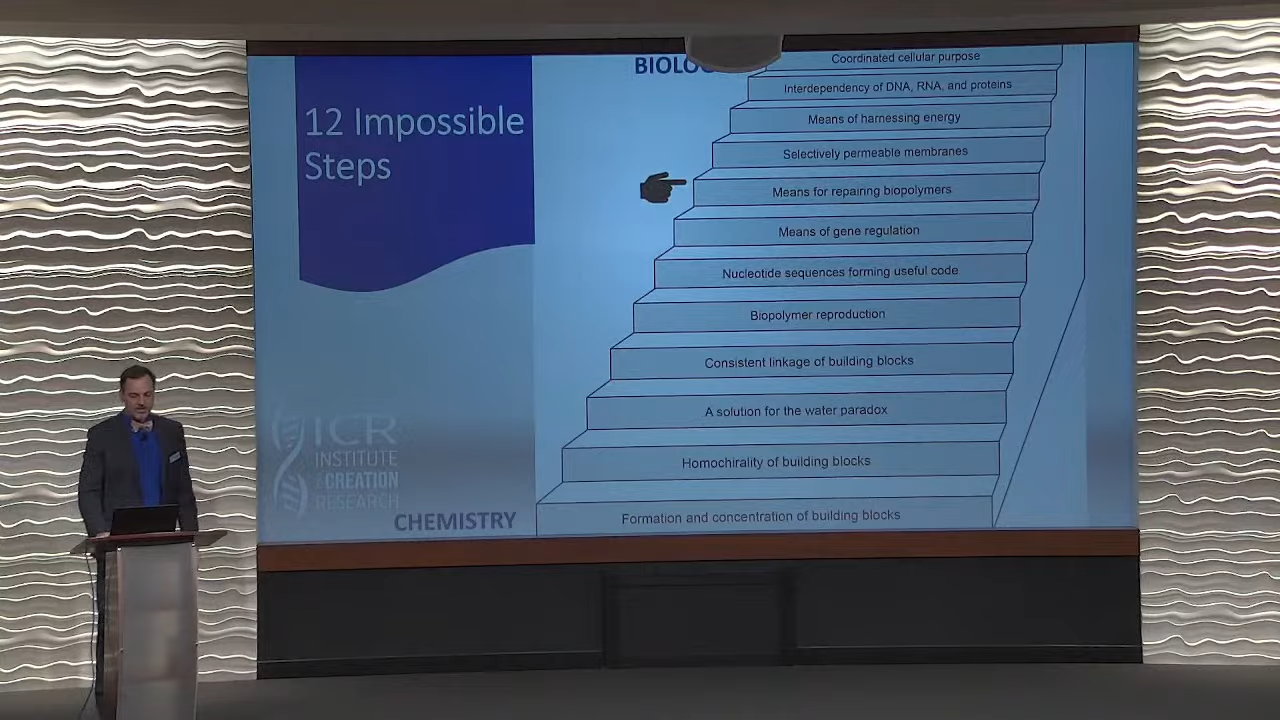 12 Impossible
Steps
BIOLO
Coordinated cellular purpose
Interdependency of DNA, RNA, and proteins
Means of harnessing energy
Selectively permeable membranes
Means for repairing biopolymers
Means of gene regulation
Nucleotide sequences forming useful code
Biopolymer reproduction
Consistent linkage of building blocks
A solution for the water paradox
Homochirality of building blocks
Formation and concentration of building blocks
CHEMISTRY
ICR
INSTITUTE
CREATION
RESEARCH